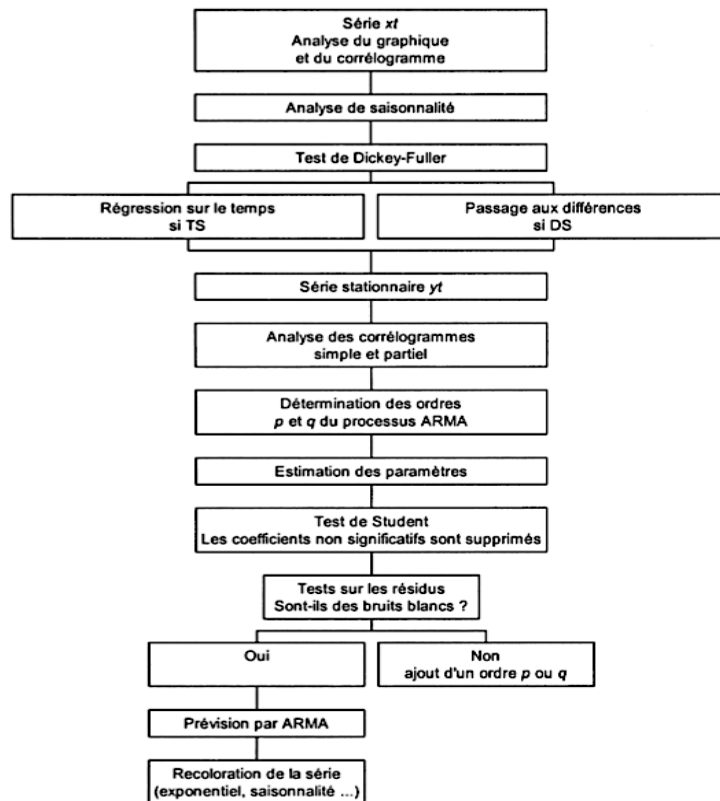 Série xt
Analyse du graphique
et du corrélogramme
Analyse de saisonnalité
Test de Dickey-Fuller
Régression sur le temps
si TS
Passage aux différences
si DS
Série stationnaire yt
Analyse des corrélogrammes
simple et partiel
Détermination des ordres
p et q du processus ARMA
Estimation des paramètres
Test de Student
Les coefficients non significatifs sont supprimés
Tests sur les résidus
Sont-ils des bruits blancs ?
Oui
Non
ajout d'un ordre p ou q
Prévision par ARMA
Recoloration de la série
(exponentiel, saisonnalité ...)